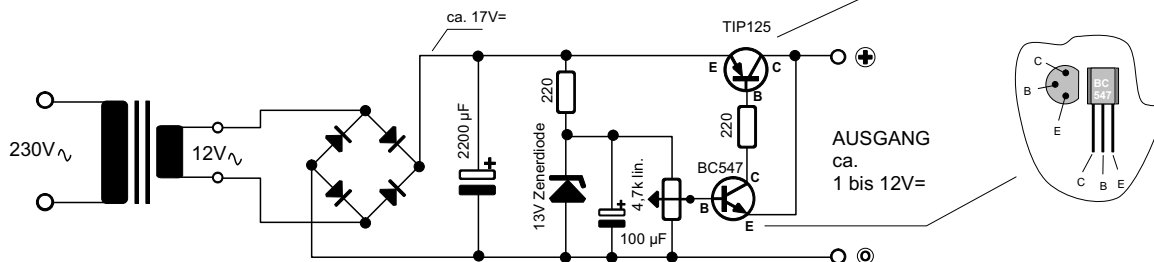 ca. 17V=
TIP125
E
C
B
220
220
2200 µF
+
230V∿
12V∿
13V Zenerdiode
+
100 µF
4,7k lin.
BC547
C
B
E
+
AUSGANG
ca.
1 bis 12V=
0
C
B
E
BC
547
C B E